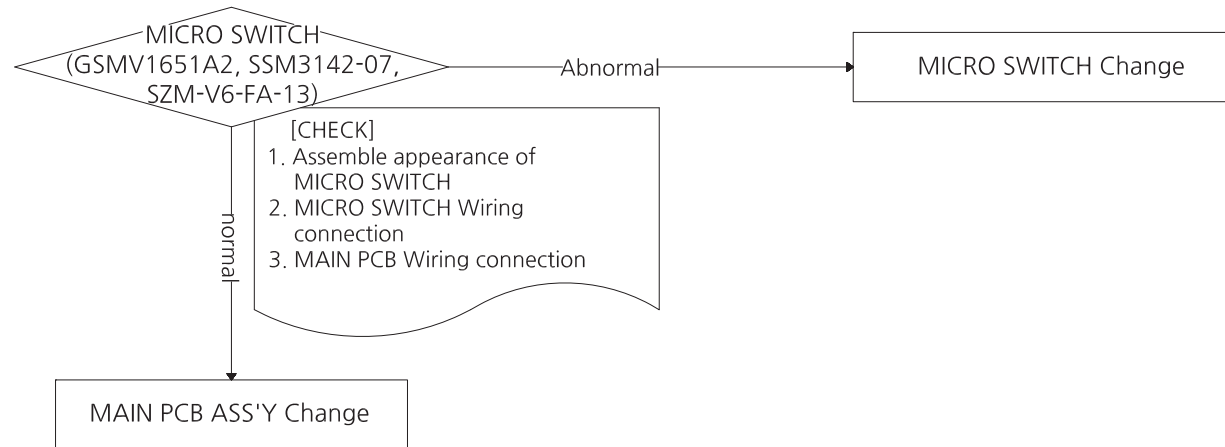 MICRO SWITCH
(GSMV1651A2, SSM3142-07,
SZM-V6-FA-13)
Abnormal
MICRO SWITCH Change
[CHECK]
1. Assemble appearance of
MICRO SWITCH
2. MICRO SWITCH Wiring
connection
3. MAIN PCB Wiring connection
normal
MAIN PCB ASS'Y Change